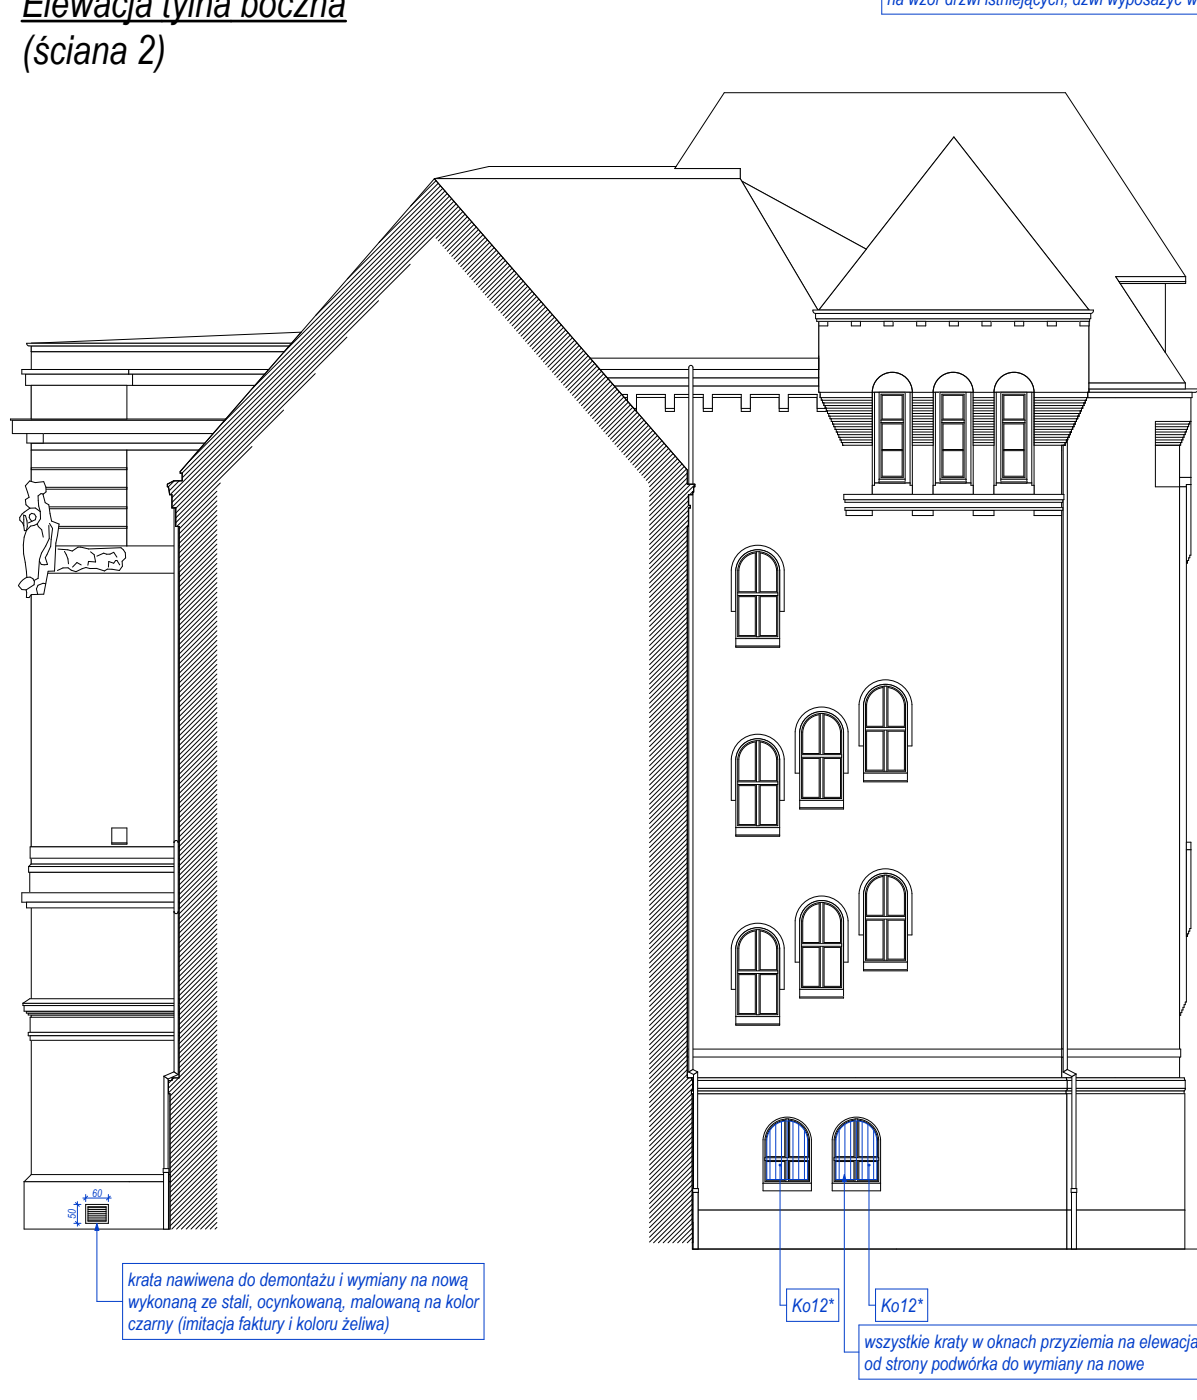 Elewacja tylna boczna
(ściana 2)
na wzór drzwi istniejących, dzwi wyposażyć w
60
50
krata nawiwena do demontażu i wymiany na nową
wykonaną ze stali, ocynkowaną, malowaną na kolor
czarny (imitacja faktury i koloru żeliwa)
Ko12*
Ko12*
wszystkie kraty w oknach przyziemia na elewacja
od strony podwórka do wymiany na nowe